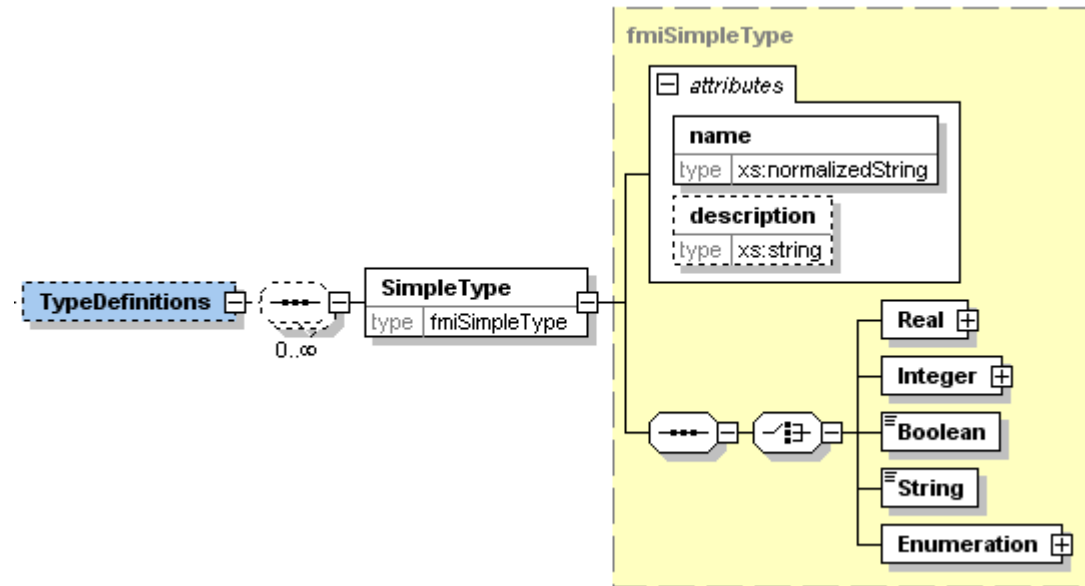 fmiSimpleType
attributes
name
type xs:normalizedString
description
type xs:string
TypeDefinitions
SimpleType
type fmiSimpleType
0..∞
Real
Integer
Boolean
String
Enumeration